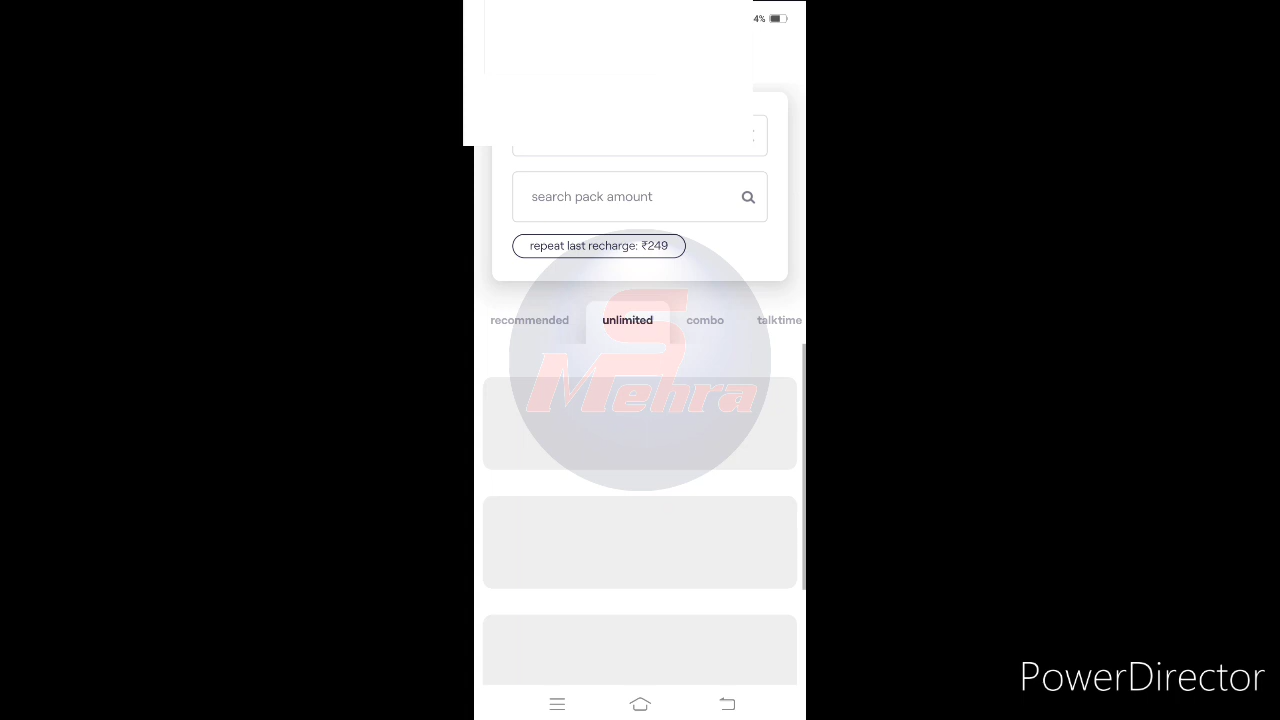 4%
search pack amount
repeat last recharge: ₹249
recommended unlimited combo talktime
S
Mehra
PowerDirector